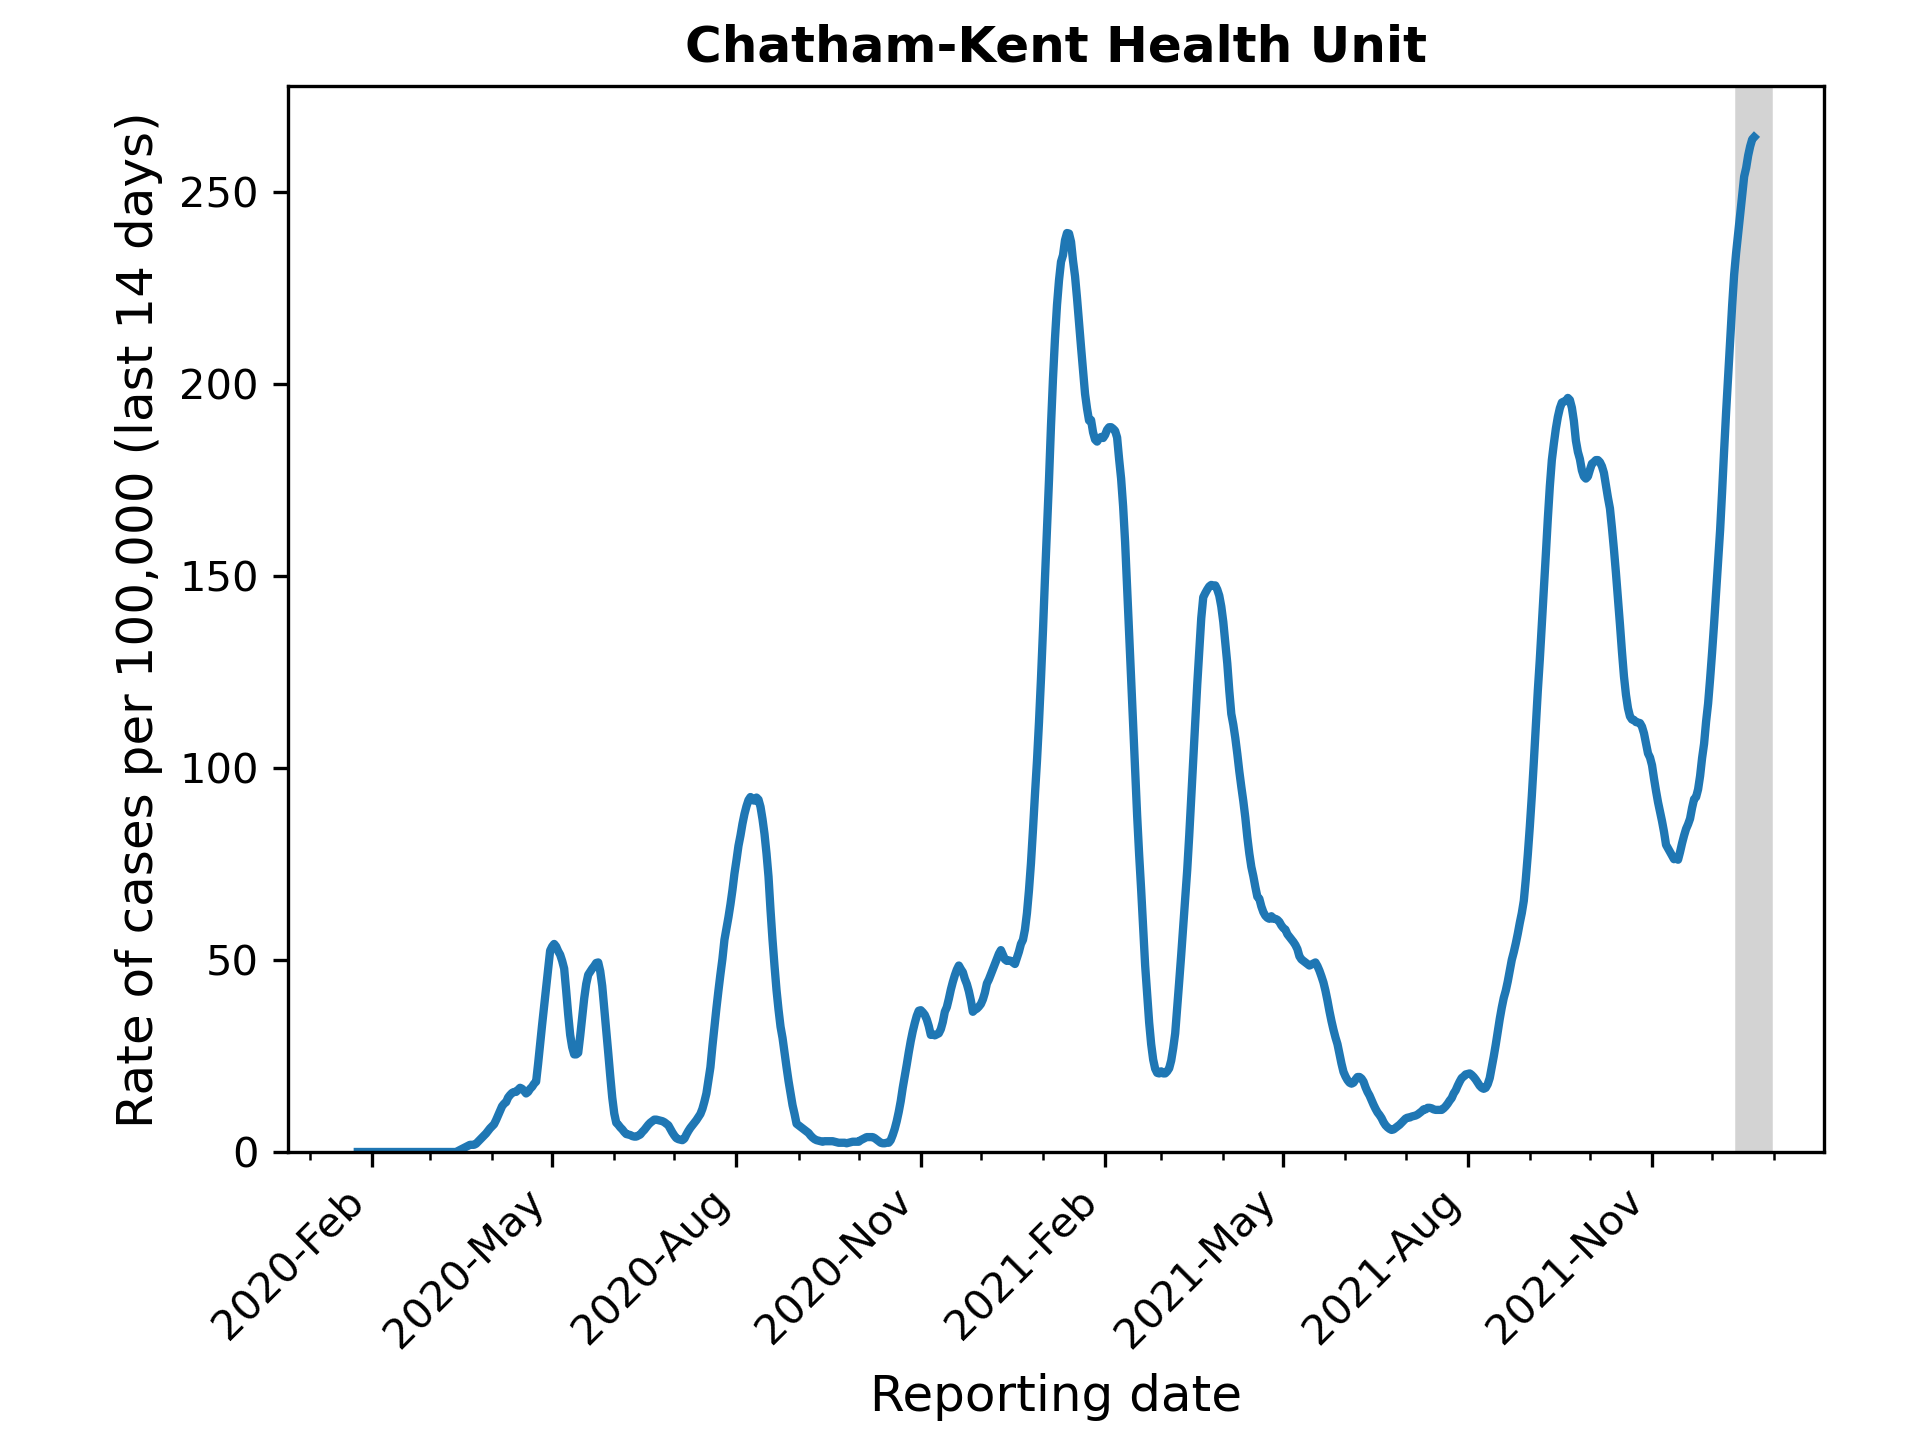 Chatham-Kent Health Unit
Rate of cases per 100,000 (last 14 days)
250
200
150
100
50
0
2020-Feb
2020-May
2020-Aug
2020-Nov
2021-Feb
2021-May
2021-Aug
2021-Nov
Reporting date